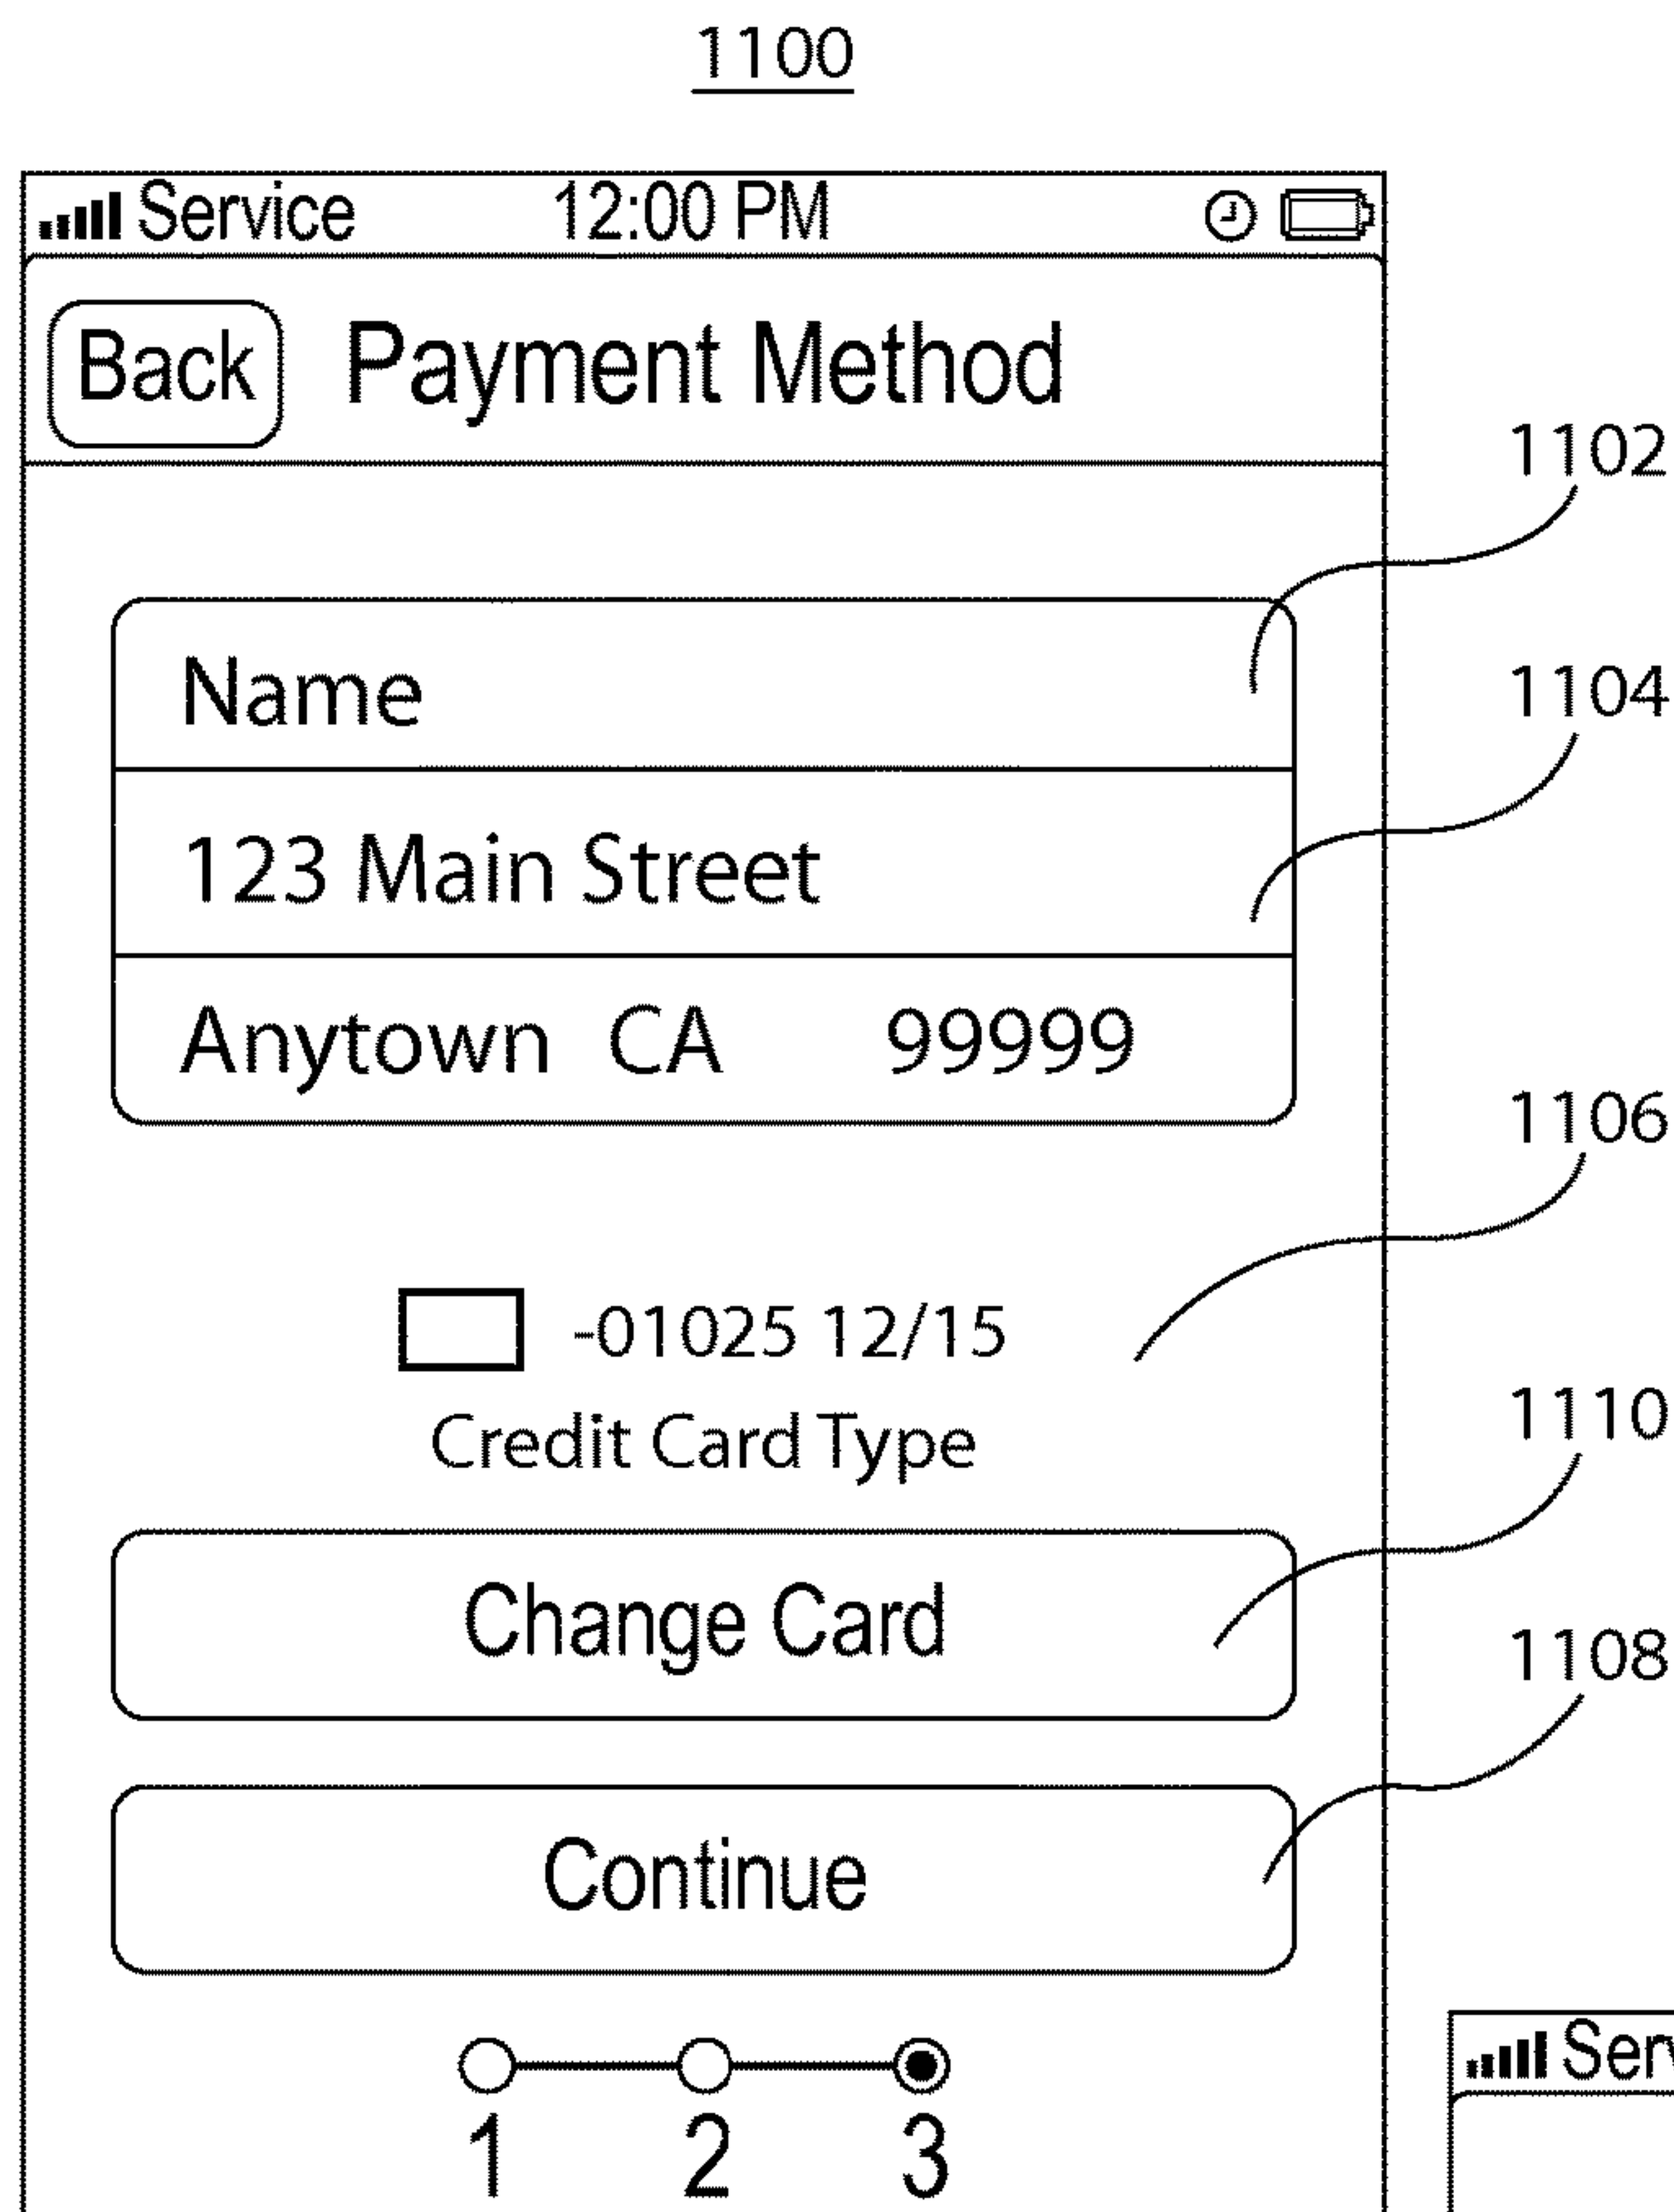 1100
Service 12:00 PM
Back Payment Method
1102
Name
1104
123 Main Street
Anytown CA 99999
1106
-01025 12/15
Credit Card Type
1110
Change Card
1108
Continue
1 2 3